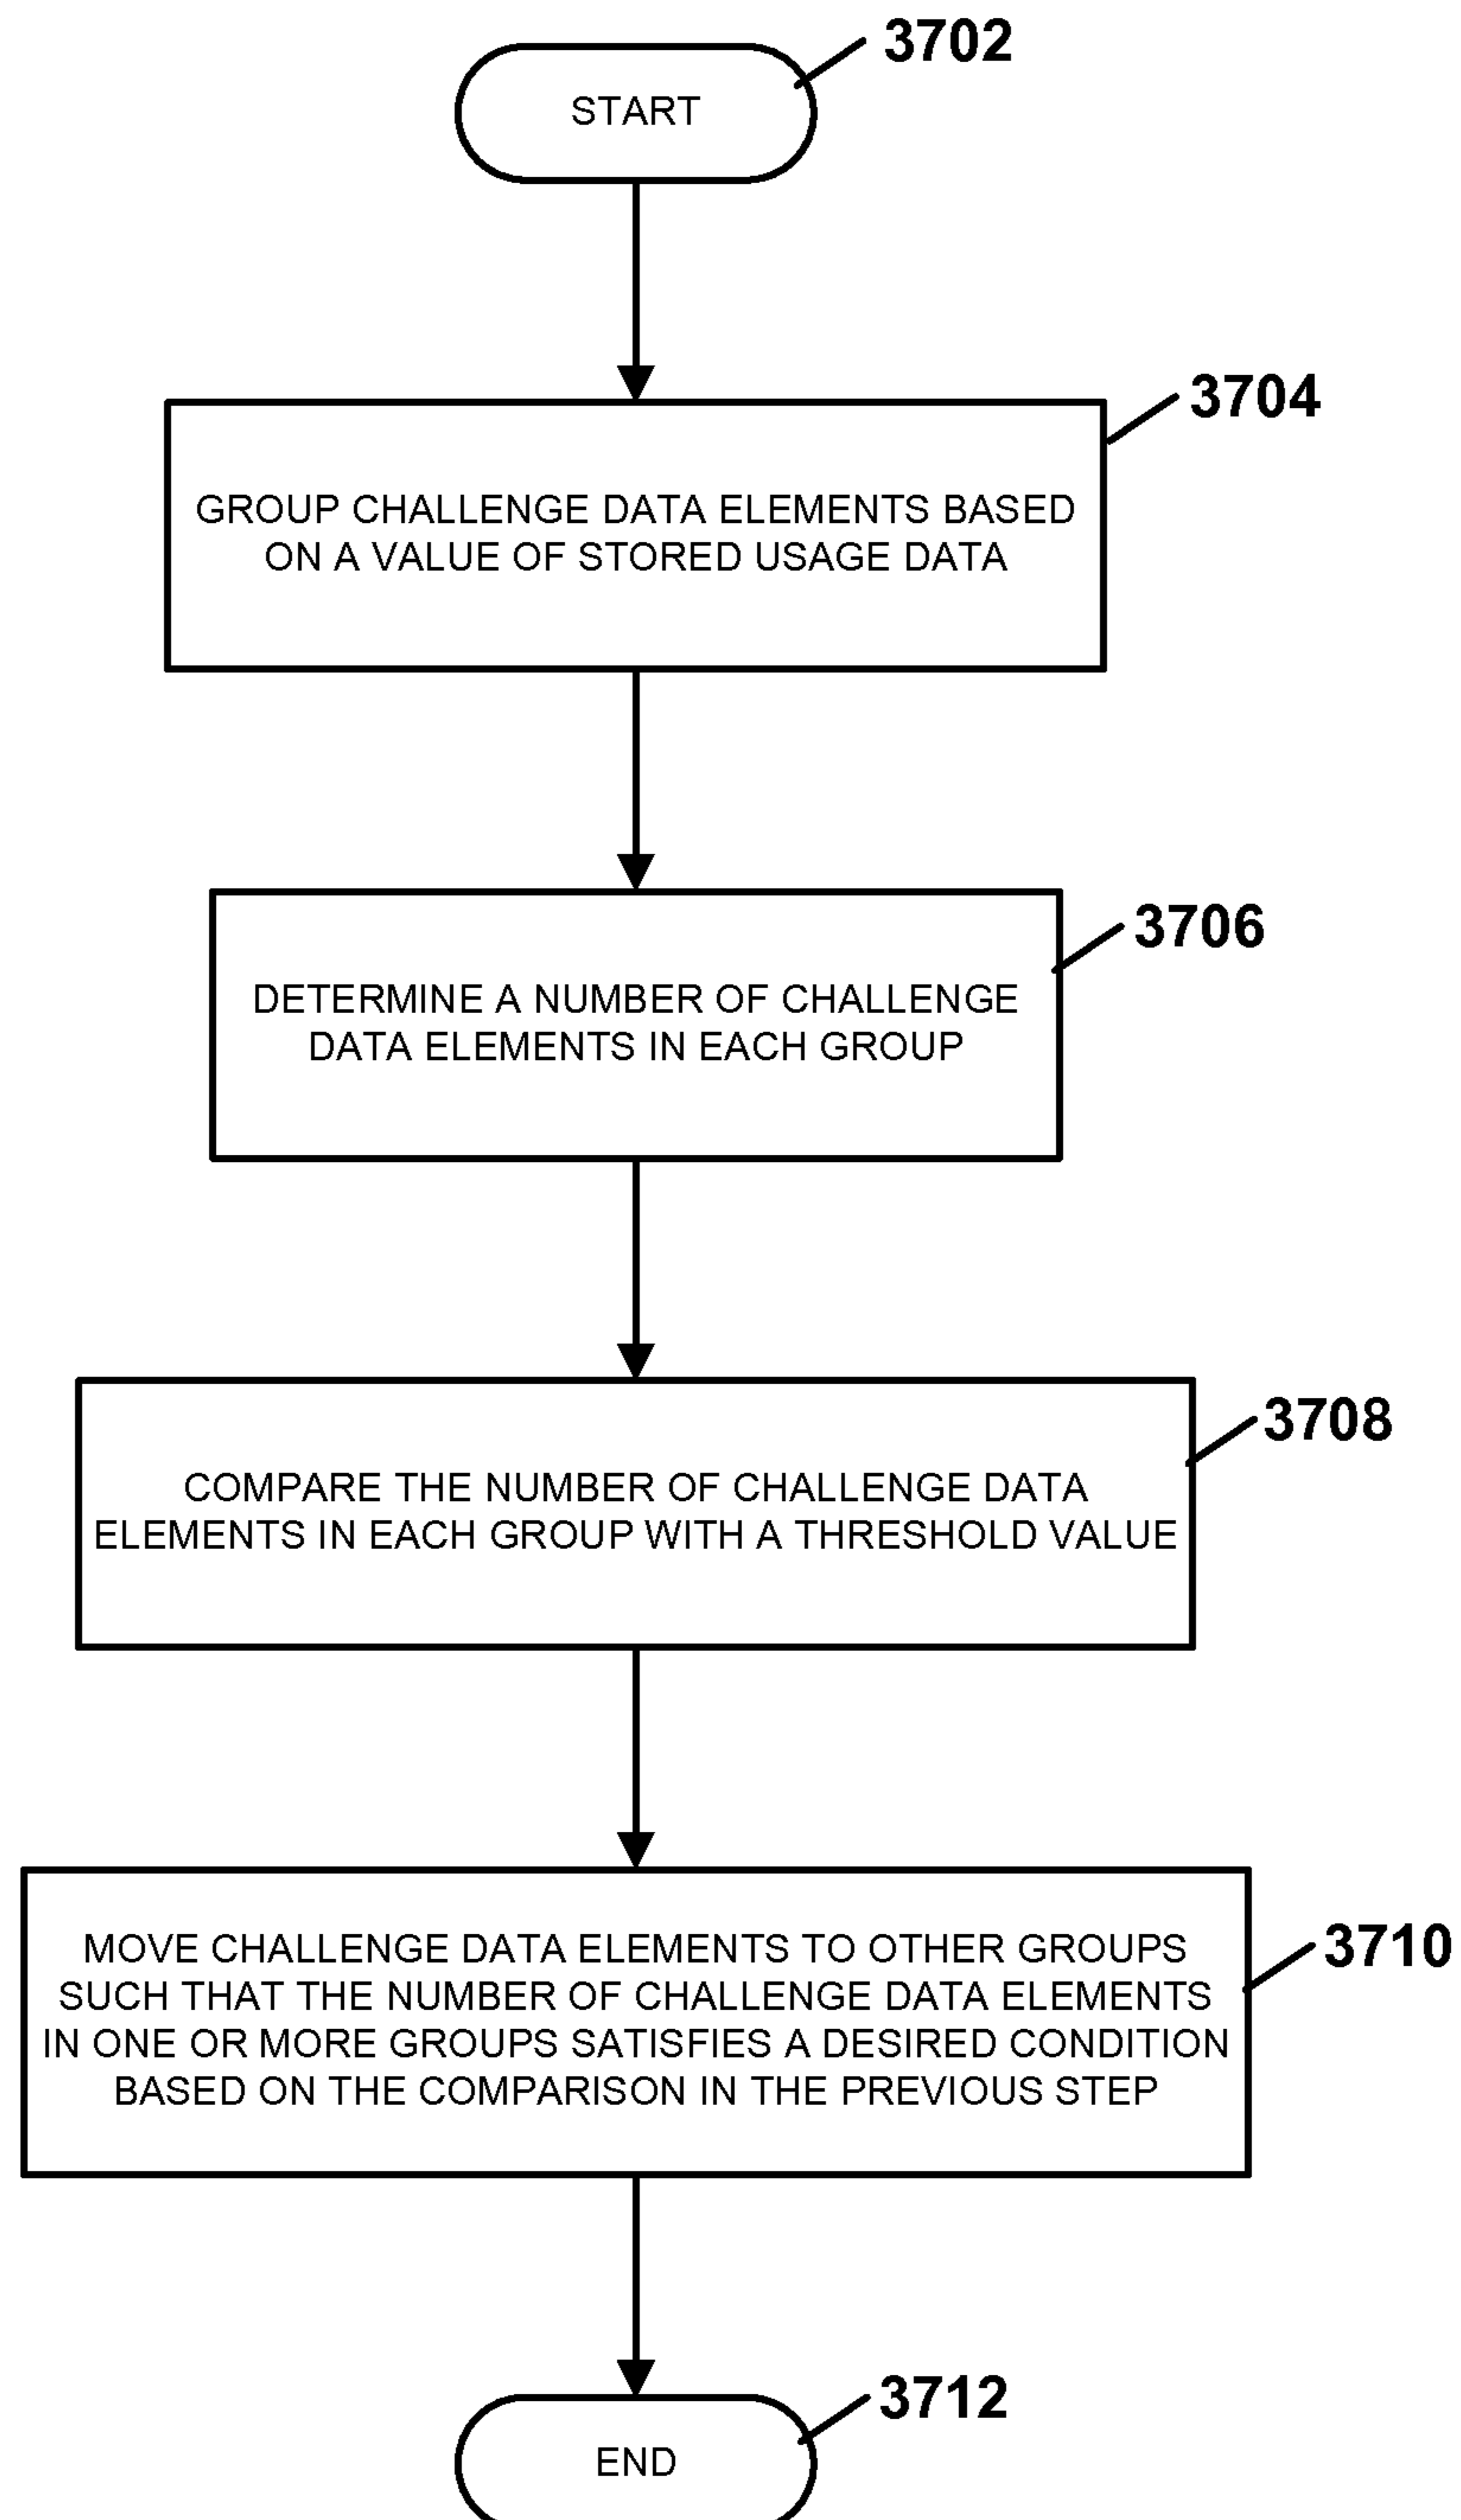 3702
START
3704
GROUP CHALLENGE DATA ELEMENTS BASED
ON A VALUE OF STORED USAGE DATA
3706
DETERMINE A NUMBER OF CHALLENGE
DATA ELEMENTS IN EACH GROUP
3708
COMPARE THE NUMBER OF CHALLENGE DATA
ELEMENTS IN EACH GROUP WITH A THRESHOLD VALUE
3710
MOVE CHALLENGE DATA ELEMENTS TO OTHER GROUPS
SUCH THAT THE NUMBER OF CHALLENGE DATA ELEMENTS
IN ONE OR MORE GROUPS SATISFIES A DESIRED CONDITION
BASED ON THE COMPARISON IN THE PREVIOUS STEP
3712
END